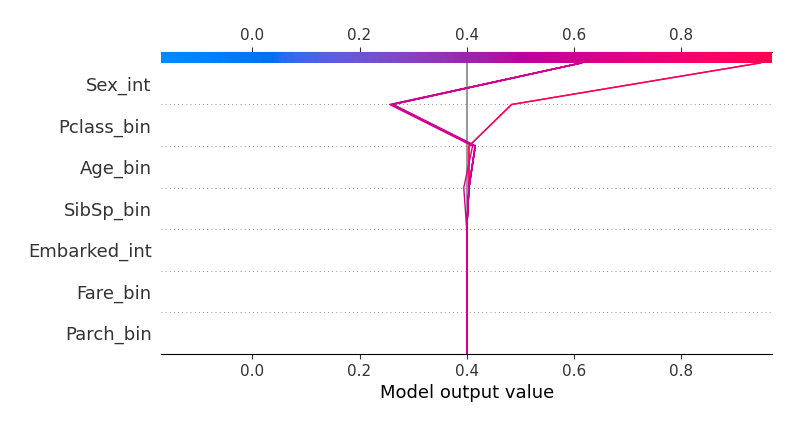 0.0 0.2 0.4 0.6 0.8
Sex_int
Pclass_bin
Age_bin
SibSp_bin
Embarked_int
Fare_bin
Parch_bin
0.0 0.2 0.4 0.6 0.8
Model output value